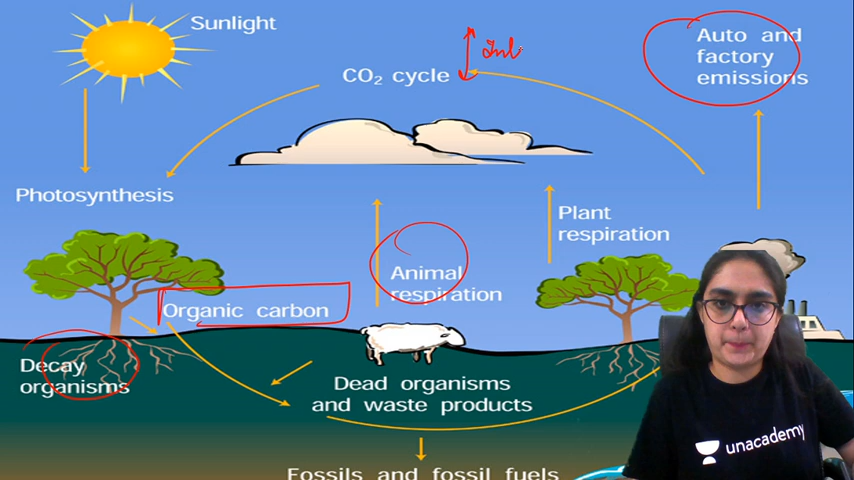 Sunlight
Auto and
factory
emissions
CO₂ cycle
Photosynthesis
Plant
respiration
Animal
respiration
Organic carbon
Decay
organisms
Dead organisms
and waste products
Fossils and fossil fuels
unacademy